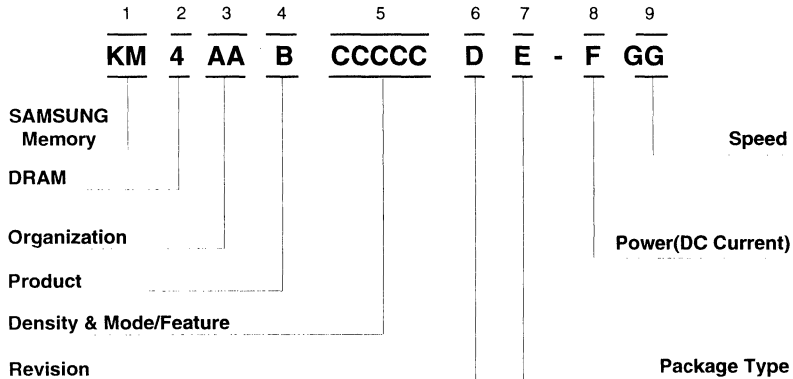 1 2 3 4 5 6 7 8 9
KM 4 AA B CCCCC D E - F GG
SAMSUNG
Memory
Speed
DRAM
Organization
Power(DC Current)
Product
Density & Mode/Feature
Revision
Package Type